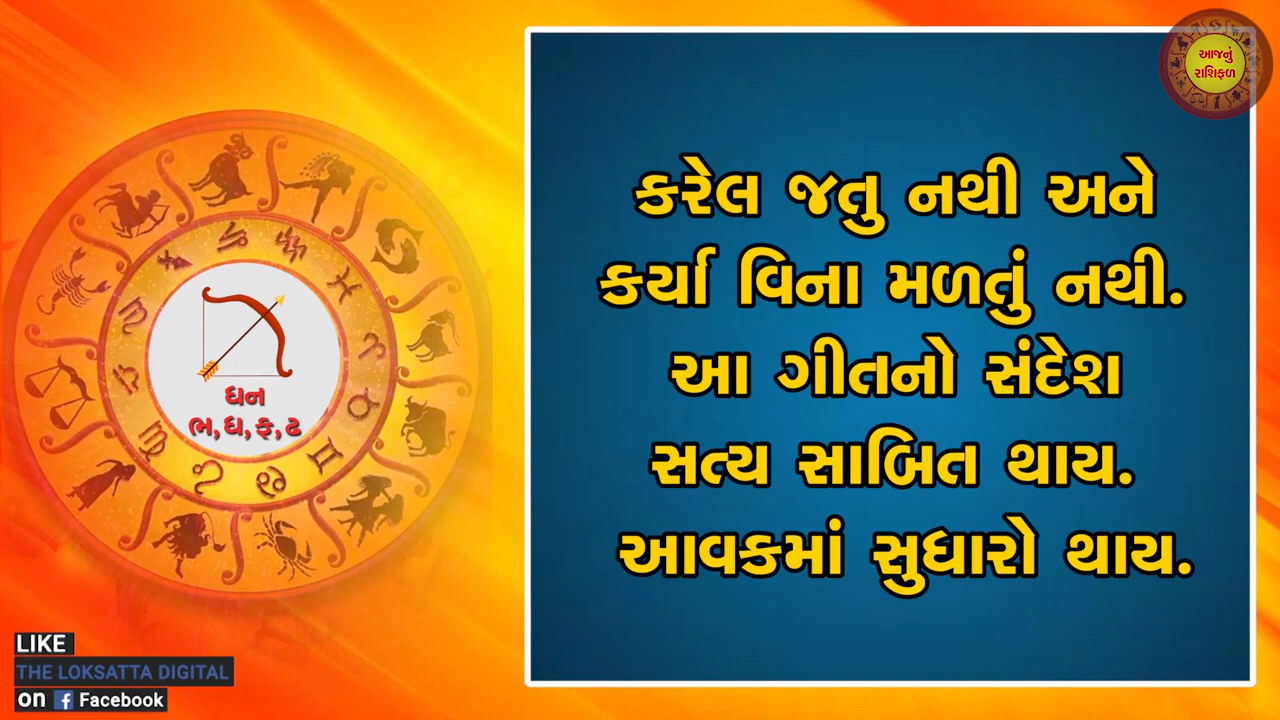 આજનું
રાશિફળ
કરેલ જતુ નથી અને
કર્યા વિના મળતું નથી.
આ ગીતનો સંદેશ
સત્ય સાબિત થાય.
આવકમાં સુધારો થાય.
ધન
ભ, ધ, ફ, ઢ
LIKE
THE LOKSATTA DIGITAL
on f Facebook